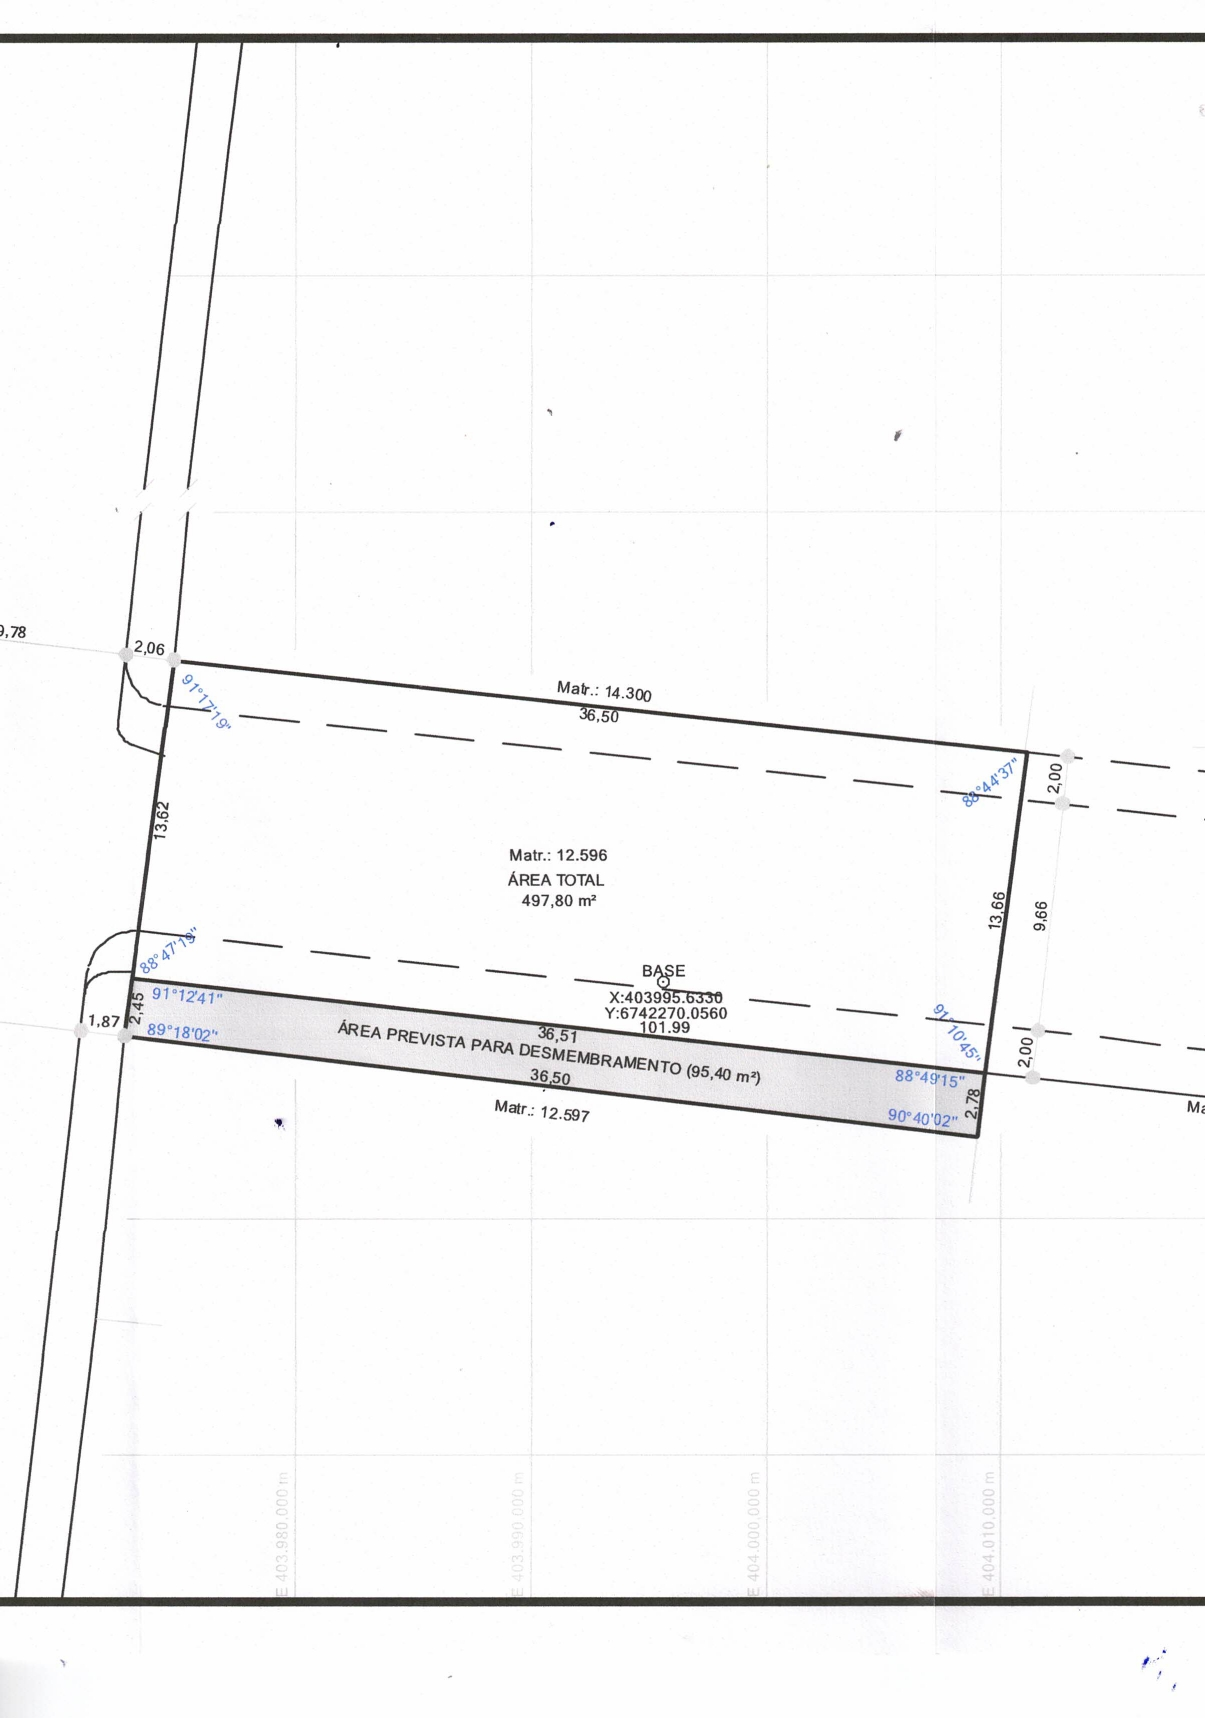 9,78
2,06
91°17'19"
Matr.: 14.300
36,50
88°44'37"
2,00
13,62
Matr.: 12.596
ÁREA TOTAL
497,80 m²
13,66
9,66
88°47'19"
BASE
X:403995.6330
Y:6742270.0560
101.99
91°10'45"
2,00
91°12'41"
2,45
1,87
89°18'02"
36,51
ÁREA PREVISTA PARA DESMEMBRAMENTO (95,40 m²)
36,50
88°49'15"
2,78
90°40'02"
Matr.: 12.597
Ma
E 403.980.000 m
E 403.990.000 m
E 404.000.000 m
E 404.010.000 m